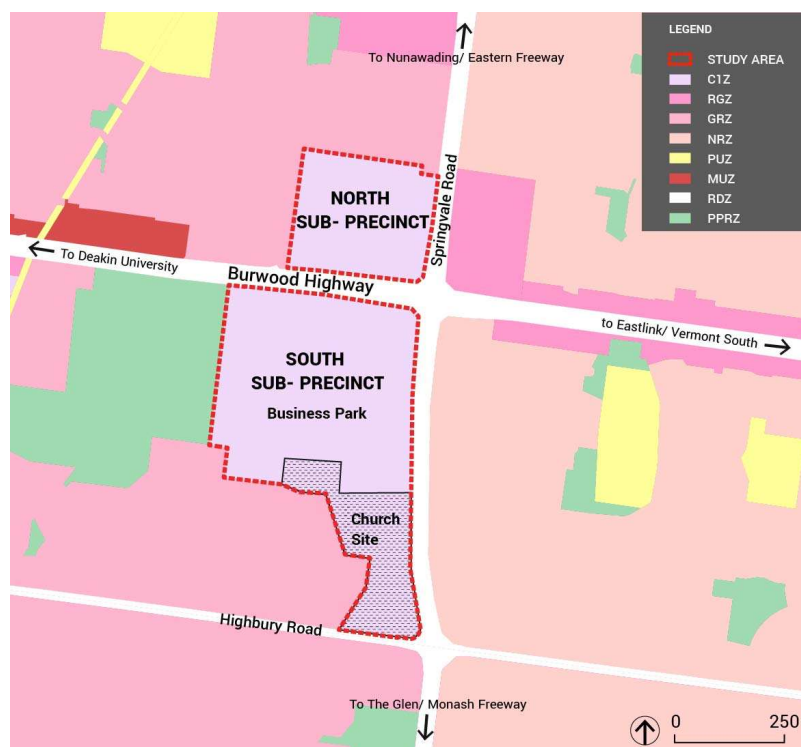 LEGEND
STUDY AREA
C1Z
RGZ
GRZ
NRZ
PUZ
MUZ
RDZ
PPRZ
To Nunawading/ Eastern Freeway
Springvale Road
NORTH
SUB- PRECINCT
To Deakin University
Burwood Highway
to Eastlink/ Vermont South
SOUTH
SUB- PRECINCT
Business Park
Church
Site
Highbury Road
To The Glen/ Monash Freeway
0 250